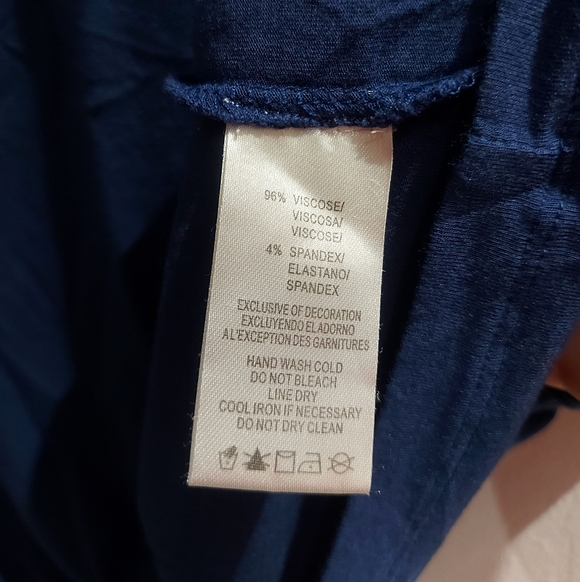 96% VISCOSE/
VISCOSA/
VISCOSE/
4% SPANDEX/
ELASTANO/
SPANDEX
EXCLUSIVE OF DECORATION
EXCLUYENDO EL ADORNO
A L'EXCEPTION DES GARNITURES
HAND WASH COLD
DO NOT BLEACH
LINE DRY
COOL IRON IF NECESSARY
DO NOT DRY CLEAN